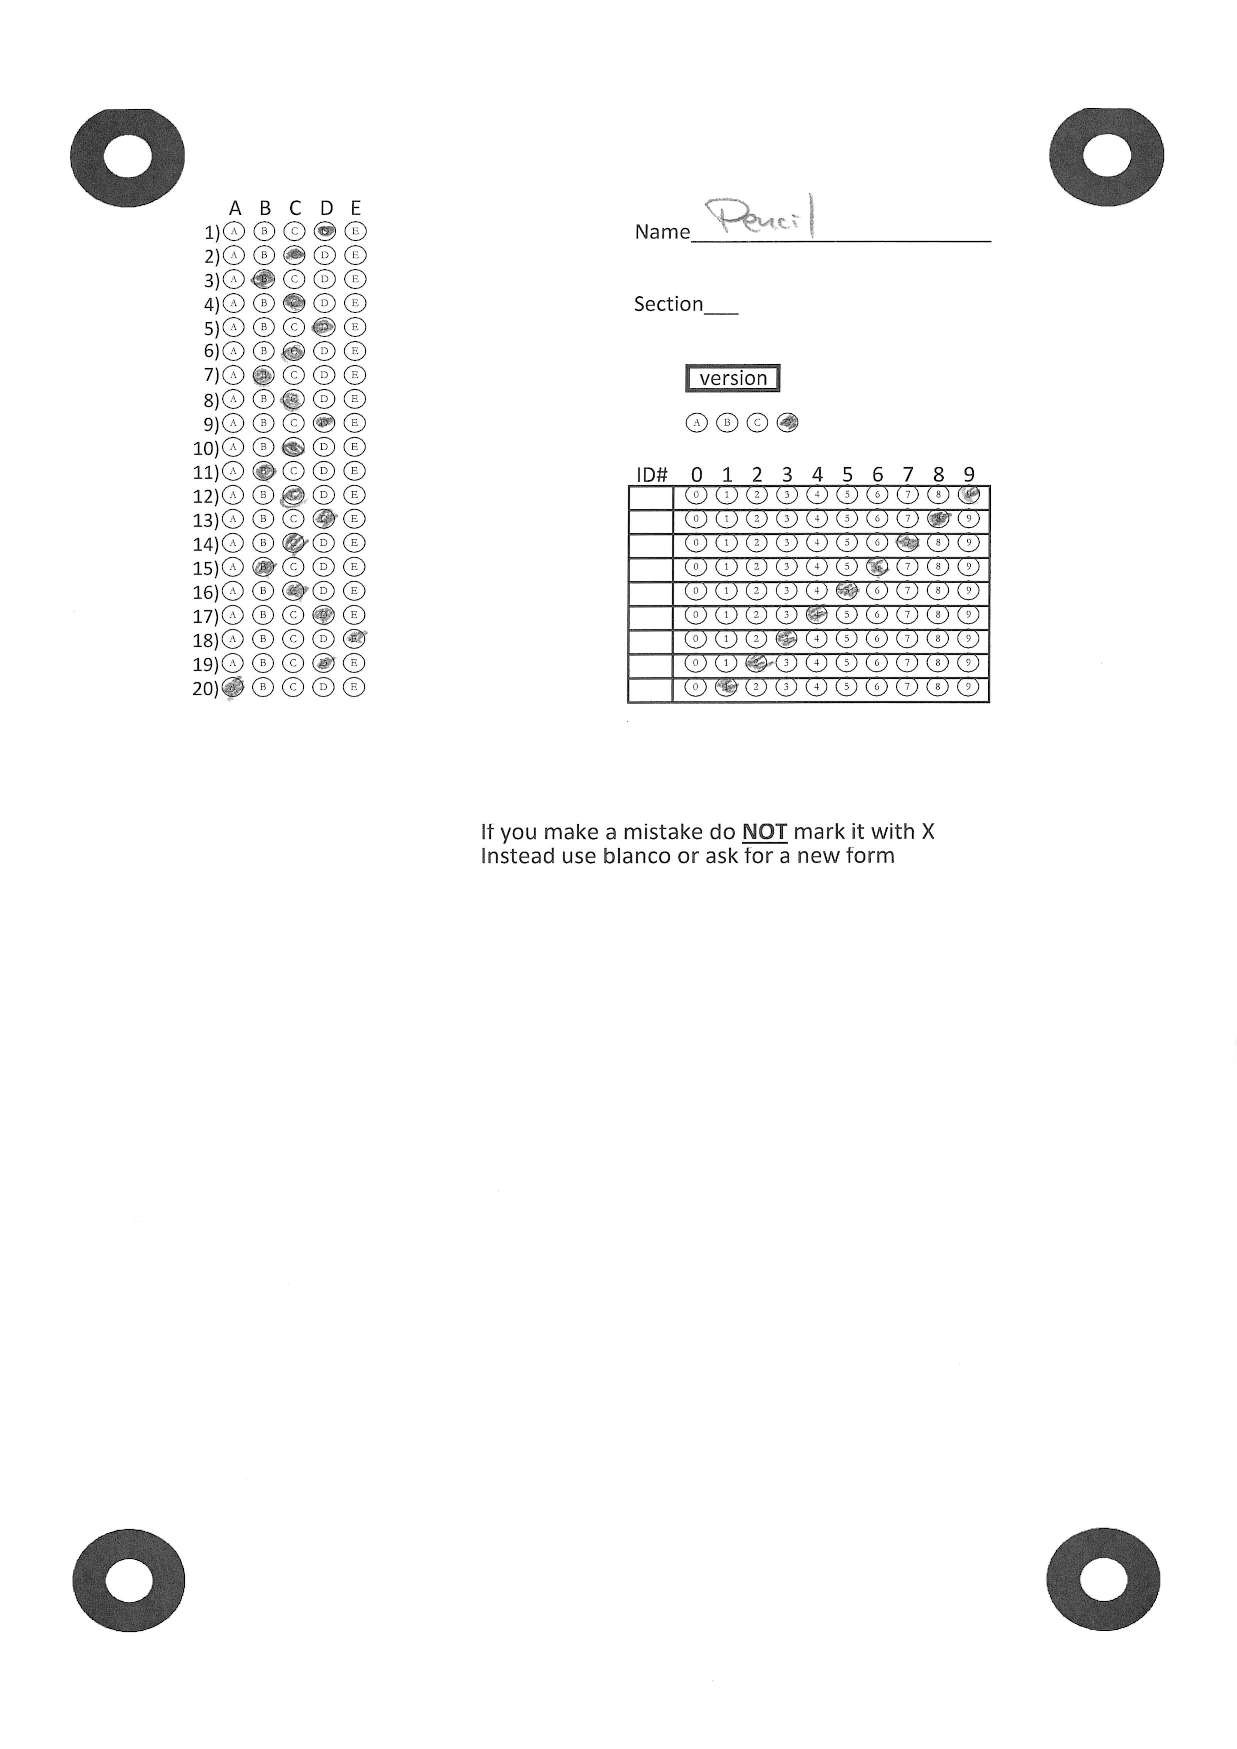 A B C D E
1) A B C D E
2) A B C D E
3) A B C D E
4) A B C D E
5) A B C D E
6) A B C D E
7) A B C D E
8) A B C D E
9) A B C D E
10) A B C D E
11) A B C D E
12) A B C D E
13) A B C D E
14) A B C D E
15) A B C D E
16) A B C D E
17) A B C D E
18) A B C D E
19) A B C D E
20) A B C D E
Name Pencil
Section___
version
A B C D
ID# 0 1 2 3 4 5 6 7 8 9
0 1 2 3 4 5 6 7 8 9
0 1 2 3 4 5 6 7 8 9
0 1 2 3 4 5 6 7 8 9
0 1 2 3 4 5 6 7 8 9
0 1 2 3 4 5 6 7 8 9
0 1 2 3 4 5 6 7 8 9
0 1 2 3 4 5 6 7 8 9
0 1 2 3 4 5 6 7 8 9
0 1 2 3 4 5 6 7 8 9
If you make a mistake do NOT mark it with X
Instead use blanco or ask for a new form